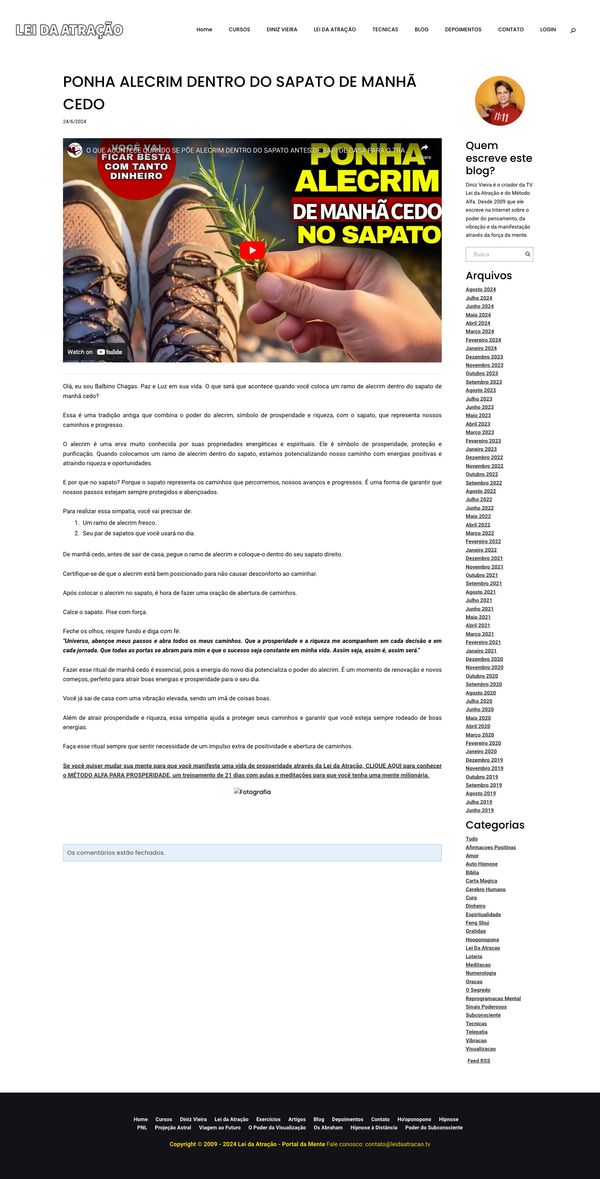 LEI DA ATRAÇÃO
Home CURSOS DINIZ VIEIRA LEI DA ATRAÇÃO TECNICAS BLOG DEPOIMENTOS CONTATO LOGIN
PONHA ALECRIM DENTRO DO SAPATO DE MANHÃ
CEDO
24/6/2024
O QUE ACONTECE QUANDO SE PÕE ALECRIM DENTRO DO SAPATO ANTES DE SAIR DE CASA PARA O TRA
VOCÊ VAI
FICAR BESTA
COM TANTO
DINHEIRO
PONHA
ALECRIM
DE MANHÃ CEDO
NO SAPATO
Watch on YouTube
Olá, eu sou Balbino Chagas. Paz e Luz em sua vida. O que será que acontece quando você coloca um ramo de alecrim dentro do sapato de
manhã cedo?
Essa é uma tradição antiga que combina o poder do alecrim, símbolo de prosperidade e riqueza, com o sapato, que representa nossos
caminhos e progresso.
O alecrim é uma erva muito conhecida por suas propriedades energéticas e espirituais. Ele é símbolo de prosperidade, proteção e
purificação. Quando colocamos um ramo de alecrim dentro do sapato, estamos potencializando nosso caminho com energias positivas e
atraindo riqueza e oportunidades.
E por que no sapato? Porque o sapato representa os caminhos que percorremos, nossos avanços e progressos. É uma forma de garantir que
nossos passos estejam sempre protegidos e abençoados.
Para realizar essa simpatia, você vai precisar de:
1. Um ramo de alecrim fresco.
2. Seu par de sapatos que você usará no dia.
De manhã cedo, antes de sair de casa, pegue o ramo de alecrim e coloque-o dentro do seu sapato direito.
Certifique-se de que o alecrim está bem posicionado para não causar desconforto ao caminhar.
Após colocar o alecrim no sapato, é hora de fazer uma oração de abertura de caminhos.
Calce o sapato. Pise com força.
Feche os olhos, respire fundo e diga com fé:
"Universo, abençoe meus passos e abra todos os meus caminhos. Que a prosperidade e a riqueza me acompanhem em cada decisão e em
cada jornada. Que todas as portas se abram para mim e que o sucesso seja constante em minha vida. Assim seja, assim é, assim será."
Fazer esse ritual de manhã cedo é essencial, pois a energia do novo dia potencializa o poder do alecrim. É um momento de renovação e novos
começos, perfeito para atrair boas energias e prosperidade para o seu dia.
Você já sai de casa com uma vibração elevada, sendo um imã de coisas boas.
Além de atrair prosperidade e riqueza, essa simpatia ajuda a proteger seus caminhos e garantir que você esteja sempre rodeado de boas
energias.
Faça esse ritual sempre que sentir necessidade de um impulso extra de positividade e abertura de caminhos.
Se você quiser mudar sua mente para que você manifeste uma vida de prosperidade através da Lei da Atração, CLIQUE AQUI para conhecer
o MÉTODO ALFA PARA PROSPERIDADE, um treinamento de 21 dias com aulas e meditações para que você tenha uma mente milionária.
Fotografia
Os comentários estão fechados.
11:11
Quem
escreve este
blog?
Diniz Vieira é o criador da TV
Lei da Atração e do Método
Alfa. Desde 2009 que ele
escreve na Internet sobre o
poder do pensamento, da
vibração e da manifestação
através da força da mente.
Busca
Arquivos
Agosto 2024
Julho 2024
Junho 2024
Maio 2024
Abril 2024
Março 2024
Fevereiro 2024
Janeiro 2024
Dezembro 2023
Novembro 2023
Outubro 2023
Setembro 2023
Agosto 2023
Julho 2023
Junho 2023
Maio 2023
Abril 2023
Março 2023
Fevereiro 2023
Janeiro 2023
Dezembro 2022
Novembro 2022
Outubro 2022
Setembro 2022
Agosto 2022
Julho 2022
Junho 2022
Maio 2022
Abril 2022
Março 2022
Fevereiro 2022
Janeiro 2022
Dezembro 2021
Novembro 2021
Outubro 2021
Setembro 2021
Agosto 2021
Julho 2021
Junho 2021
Maio 2021
Abril 2021
Março 2021
Fevereiro 2021
Janeiro 2021
Dezembro 2020
Novembro 2020
Outubro 2020
Setembro 2020
Agosto 2020
Julho 2020
Junho 2020
Maio 2020
Abril 2020
Março 2020
Fevereiro 2020
Janeiro 2020
Dezembro 2019
Novembro 2019
Outubro 2019
Setembro 2019
Agosto 2019
Julho 2019
Junho 2019
Categorias
Tudo
Afirmacoes Positivas
Amor
Auto Hipnose
Biblia
Carta Magica
Cerebro Humano
Cura
Dinheiro
Espiritualidade
Feng Shui
Gratidao
Hooponopono
Lei Da Atracao
Loteria
Meditacao
Numerologia
Oracao
O Segredo
Reprogramacao Mental
Sinais Poderosos
Subconsciente
Tecnicas
Telepatia
Vibracao
Visualizacao
Feed RSS
Home Cursos Diniz Vieira Lei da Atração Exercícios Artigos Blog Depoimentos Contato Ho'oponopono Hipnose
PNL Projeção Astral Viagem ao Futuro O Poder da Visualização Os Abraham Hipnose à Distância Poder do Subconsciente
Copyright © 2009 - 2024 Lei da Atração - Portal da Mente Fale conosco: contato@leidaatracao.tv